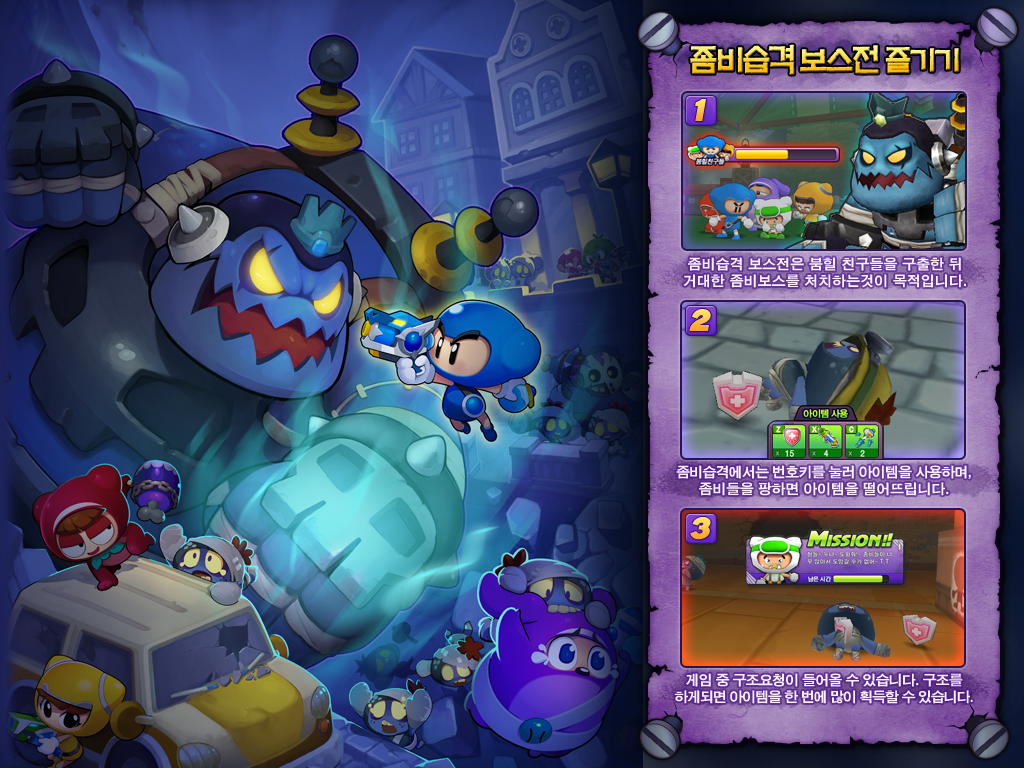 좀비습격 보스전 즐기기
1
붐힐친구들
좀비습격 보스전은 붐힐 친구들을 구출한 뒤
거대한 좀비보스를 처치하는것이 목적입니다.
2
아이템 사용
Z X C
x 15 x 4 x 2
좀비습격에서는 번호키를 눌러 아이템을 사용하며,
좀비들을 팡하면 아이템을 떨어뜨립니다.
3
MISSION!!
남은 시간
게임 중 구조요청이 들어올 수 있습니다. 구조를
하게되면 아이템을 한 번에 많이 획득할 수 있습니다.